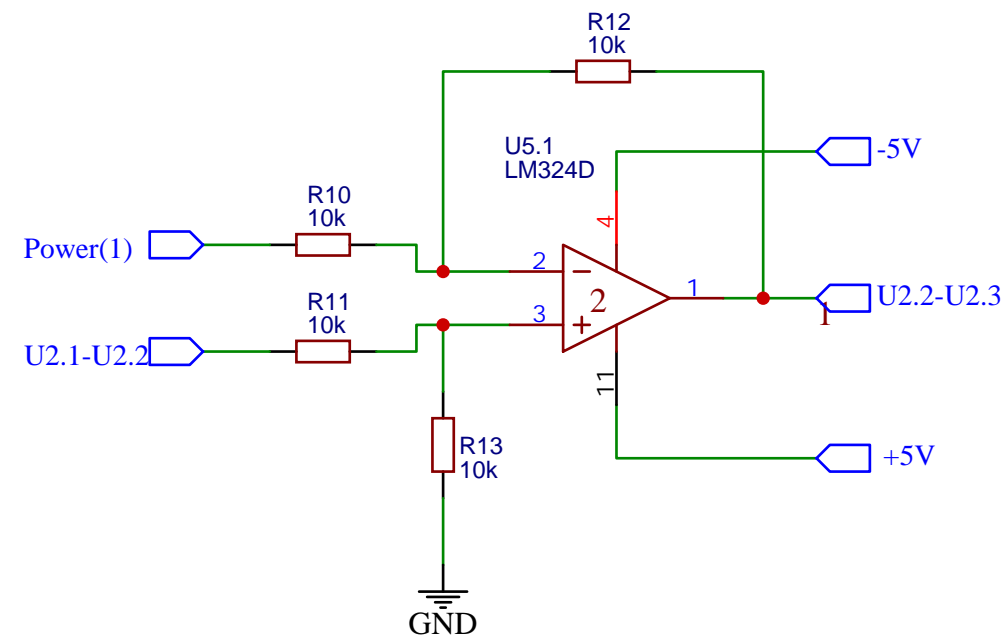 R12
10k
U5.1
LM324D
-5V
4
R10
10k
Power(1)
2
-
2
1
U2.2-U2.3
1
R11
10k
3
+
U2.1-U2.2
11
R13
10k
+5V
GND